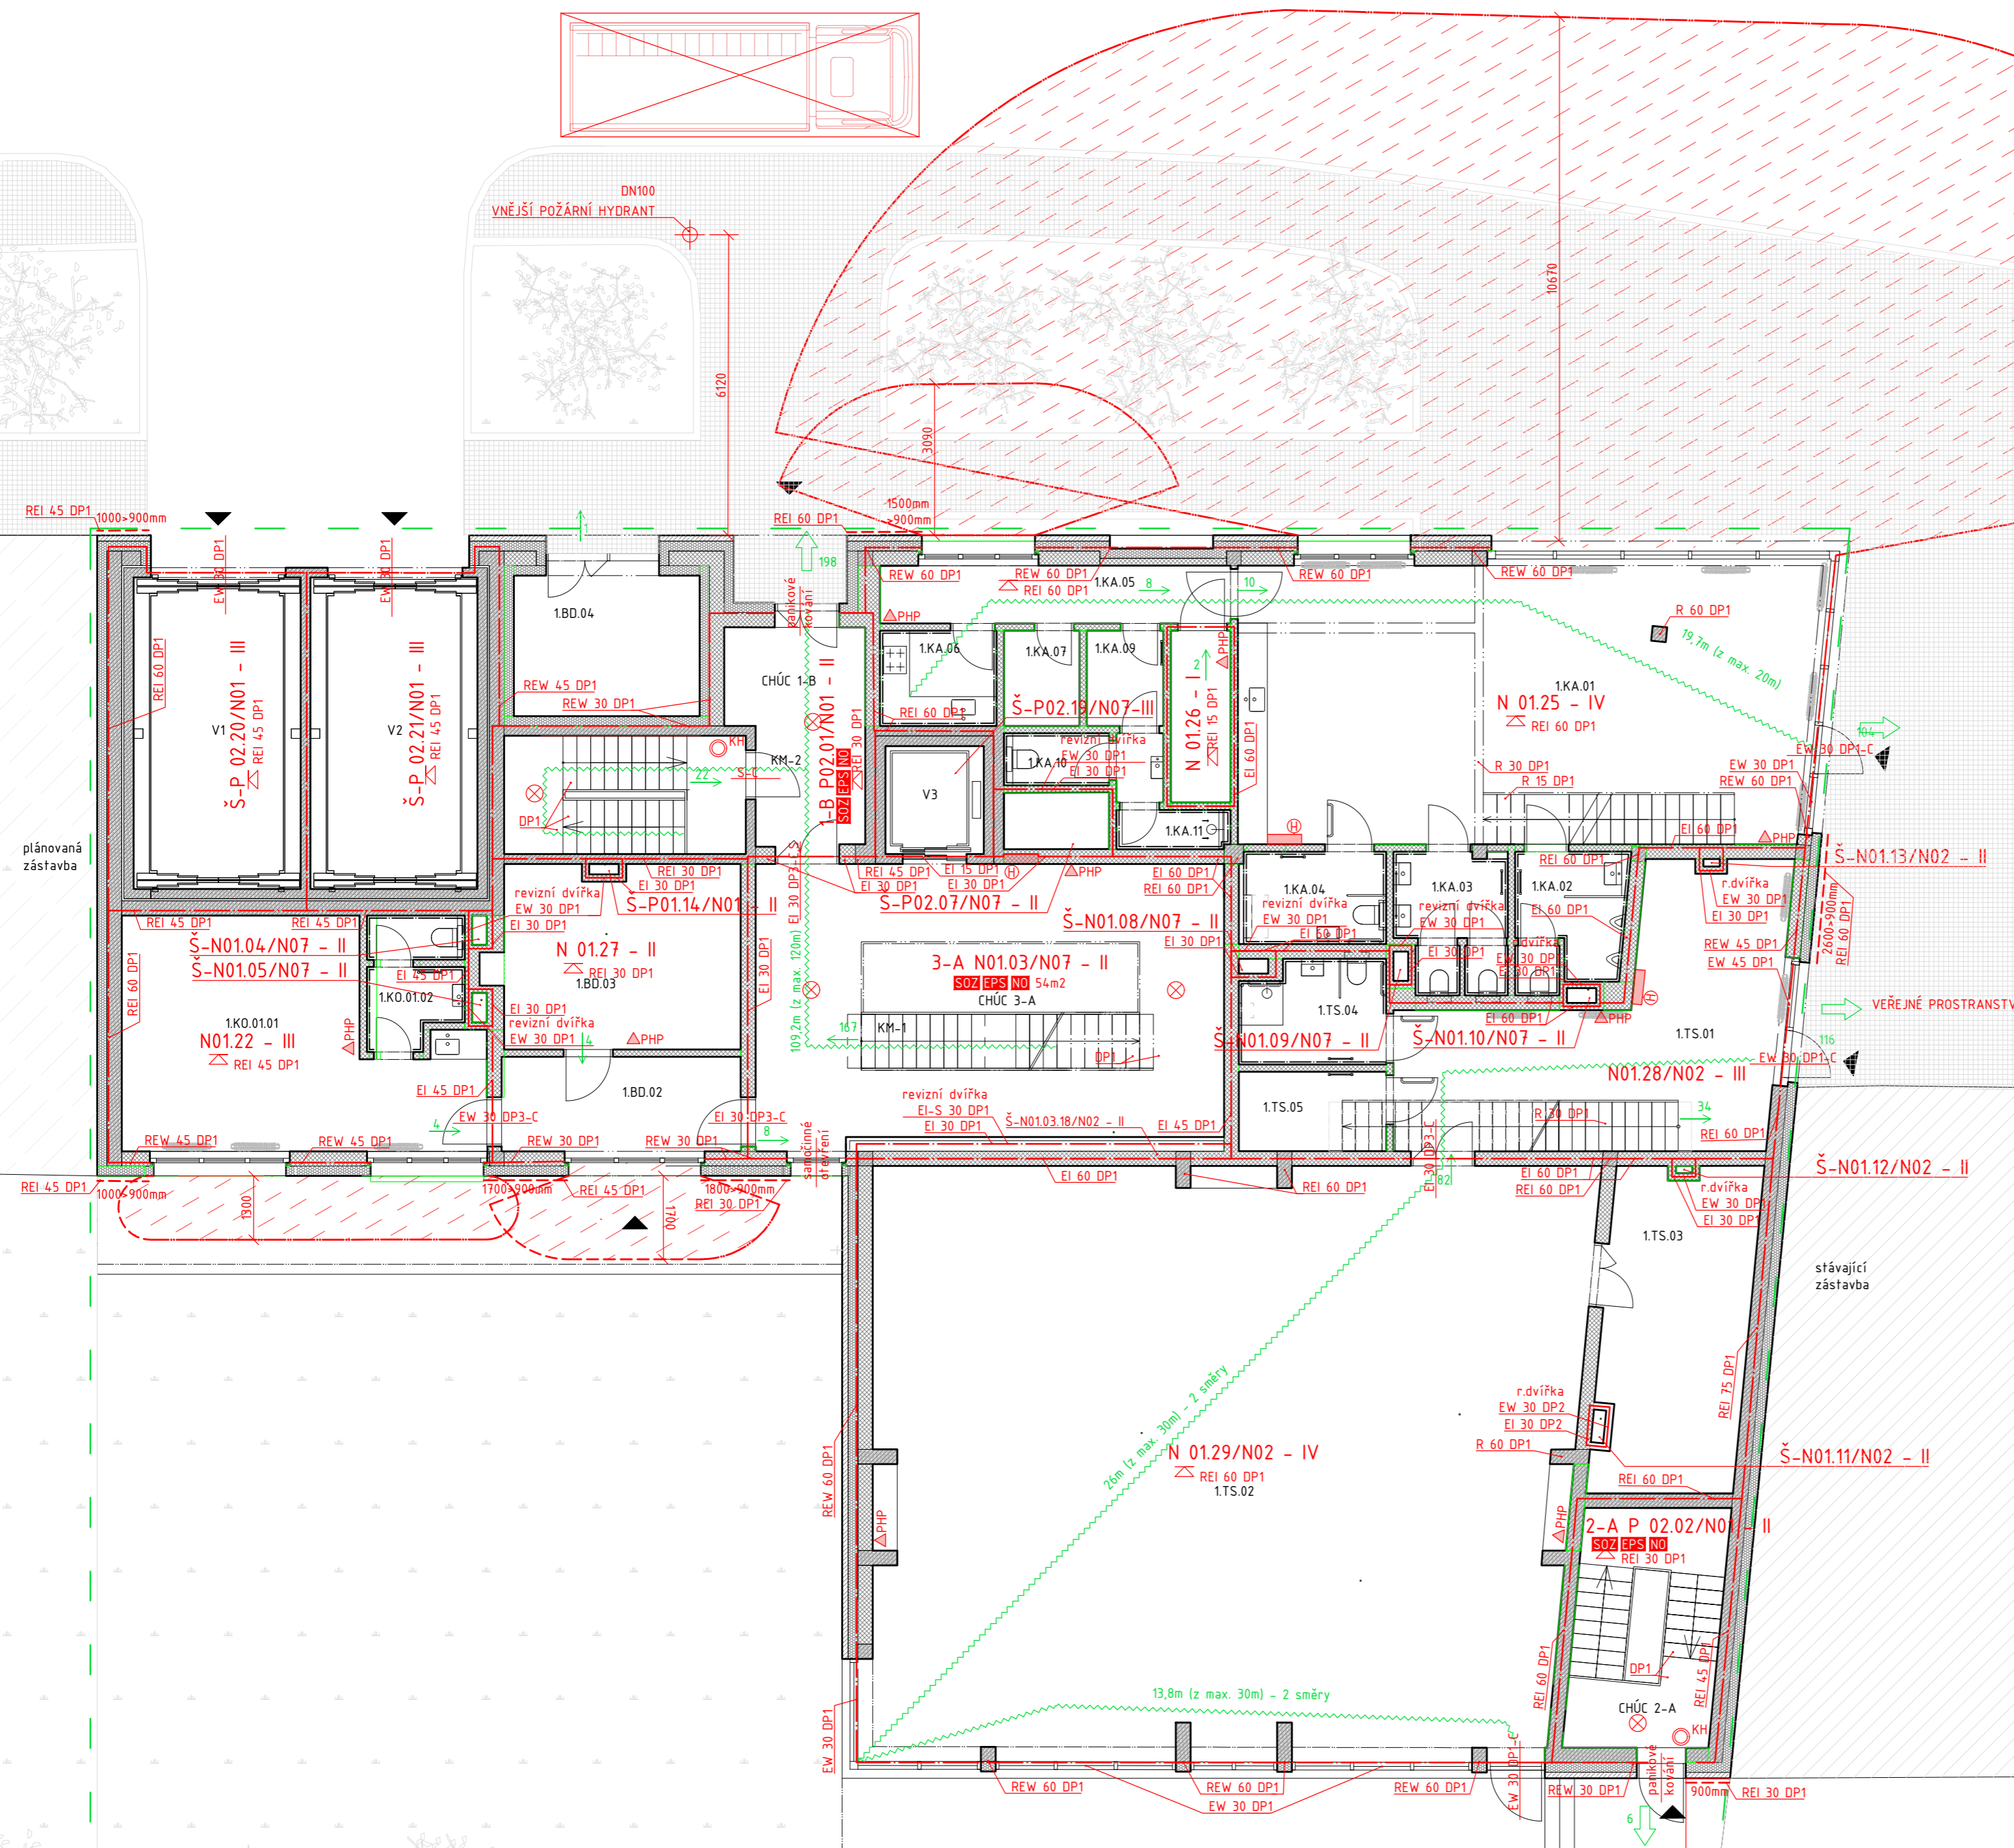 DN100
VNĚJŠÍ POŽÁRNÍ HYDRANT
6120
10670
3090
REI 45 DP1
1000>900mm
1
REI 60 DP1
1500mm
>900mm
198
EW 30 DP1
EW 30 DP1
REI 60 DP1
V1
Š-P 02.20/N01 - III
REI 45 DP1
V2
Š-P 02.21/N01 - III
REI 45 DP1
1.BD.04
REW 45 DP1
REW 30 DP1
panikové
kování
CHÚC 1-B
1-B P02.01/N01 - II
SOZ EPS NO
REI 30 DP1
KH
KM-2
22
S-C
DP1
REW 60 DP1
REW 60 DP1
REI 60 DP1
1.KA.05
8
10
REW 60 DP1
REW 60 DP1
PHP
1.KA.06
1.KA.07
1.KA.09
2
PHP
REI 60 DP1
Š-P02.19/N07-III
N 01.26 - I
REI 15 DP1
EI 60 DP1
revizní dvířka
EW 30 DP1
EI 30 DP1
1.KA.10
1.KA.11
V3
R 60 DP1
19,7m (z max. 20m)
1.KA.01
N 01.25 - IV
REI 60 DP1
104
EW 30 DP1-C
R 30 DP1
R 15 DP1
EW 30 DP1
REW 60 DP1
H
EI 60 DP1
PHP
plánovaná
zástavba
REI 45 DP1
REI 45 DP1
revizní dvířka
EW 30 DP1
EI 30 DP1
REI 30 DP1
EI 30 DP1
Š-P01.14/N01 - II
EI 30 DP3-C,S
REI 45 DP1
EI 15 DP1
EI 30 DP1
EI 30 DP1
H
PHP
Š-P02.07/N07 - II
EI 60 DP1
REI 60 DP1
REI 60 DP1
Š-N01.13/N02 - II
r.dvířka
EW 30 DP1
EI 30 DP1
1.KA.04
revizní dvířka
EW 30 DP1
EI 60 DP1
1.KA.03
revizní dvířka
EW 30 DP1
EI 30 DP1
1.KA.02
EI 60 DP1
r.dvířka
EW 30 DP1
EI 30 DP1
2600>900mm
REI 60 DP1
REW 45 DP1
EW 45 DP1
Š-N01.04/N07 - II
Š-N01.05/N07 - II
EI 45 DP1
REI 60 DP1
1.KO.01.02
1.KO.01.01
N01.22 - III
REI 45 DP1
PHP
N 01.27 - II
REI 30 DP1
1.BD.03
EI 30 DP1
revizní dvířka
EW 30 DP1
PHP
4
EI 30 DP1
109,2m (z max. 120m)
Š-N01.08/N07 - II
EI 30 DP1
3-A N01.03/N07 - II
SOZ EPS NO 54m2
CHÚC 3-A
167
KM-1
DP1
1.TS.04
Š-N01.09/N07 - II
EI 60 DP1
Š-N01.10/N07 - II
PHP
H
1.TS.01
VEŘEJNÉ PROSTRANSTV
116
EW 30 DP1-C
N01.28/N02 - III
EI 45 DP1
1.BD.02
EW 30 DP3-C
4
EI 30 DP3-C
8
revizní dvířka
EI-S 30 DP1
EI 30 DP1
Š-N01.03.18/N02 - II
EI 45 DP1
1.TS.05
R 30 DP1
34
REI 60 DP1
EI 30 DP3-C
REW 45 DP1
REW 45 DP1
REW 30 DP1
REW 30 DP1
samočinné
otevření
EI 60 DP1
REI 60 DP1
82
EI 60 DP1
REI 60 DP1
Š-N01.12/N02 - II
r.dvířka
EW 30 DP1
EI 30 DP1
REI 45 DP1
1000>900mm
1300
1700>900mm
REI 45 DP1
1800>900mm
REI 30 DP1
1700
1.TS.03
stávající
zástavba
REI 75 DP1
26m (z max. 30m) - 2 směry
r.dvířka
EW 30 DP2
EI 30 DP2
R 60 DP1
Š-N01.11/N02 - II
REW 60 DP1
N 01.29/N02 - IV
REI 60 DP1
1.TS.02
REI 60 DP1
PHP
PHP
SOZ EPS NO
REI 30 DP1
REI 60 DP1
DP1
REI 45 DP1
CHÚC 2-A
KH
13,8m (z max. 30m) - 2 směry
EW 30 DP1
REW 60 DP1
REW 60 DP1
EW 30 DP1
REW 60 DP1
EW 30 DP1-C
REW 30 DP1
panikové
kování
900mm
REI 30 DP1
6